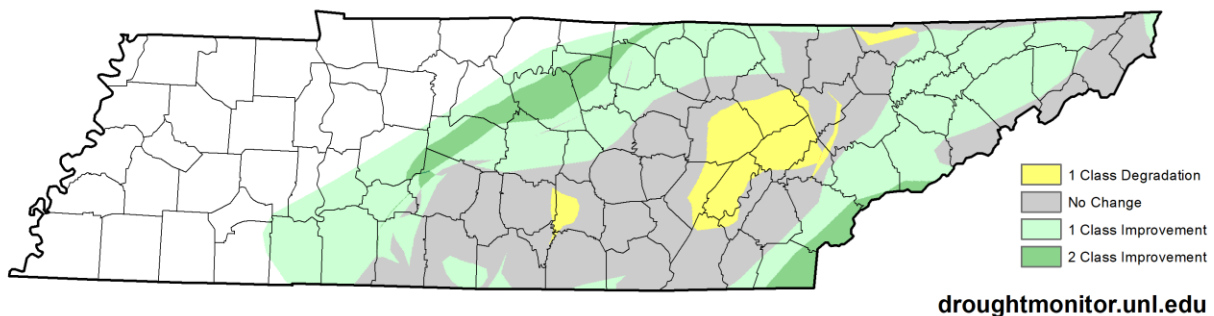 1 Class Degradation
No Change
1 Class Improvement
2 Class Improvement
droughtmonitor.unl.edu